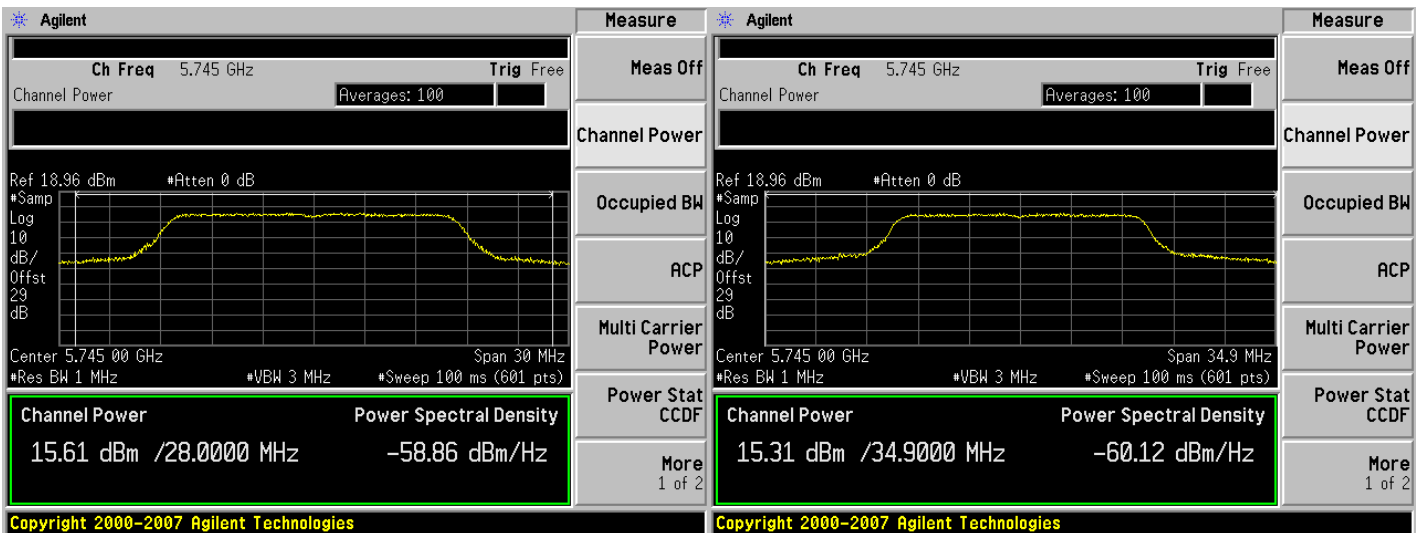 Agilent
Measure
Ch Freq 5.745 GHz Trig Free
Channel Power Averages: 100
Ref 18.96 dBm #Atten 0 dB
#Samp
Log
10
dB/
Offst
29
dB
Center 5.745 00 GHz Span 30 MHz
#Res BW 1 MHz #VBW 3 MHz #Sweep 100 ms (601 pts)
Channel Power Power Spectral Density
15.61 dBm /28.0000 MHz -58.86 dBm/Hz
Copyright 2000-2007 Agilent Technologies
Meas Off
Channel Power
Occupied BW
ACP
Multi Carrier
Power
Power Stat
CCDF
More
1 of 2
Agilent
Measure
Ch Freq 5.745 GHz Trig Free
Channel Power Averages: 100
Ref 18.96 dBm #Atten 0 dB
#Samp
Log
10
dB/
Offst
29
dB
Center 5.745 00 GHz Span 34.9 MHz
#Res BW 1 MHz #VBW 3 MHz #Sweep 100 ms (601 pts)
Channel Power Power Spectral Density
15.31 dBm /34.9000 MHz -60.12 dBm/Hz
Copyright 2000-2007 Agilent Technologies
Meas Off
Channel Power
Occupied BW
ACP
Multi Carrier
Power
Power Stat
CCDF
More
1 of 2